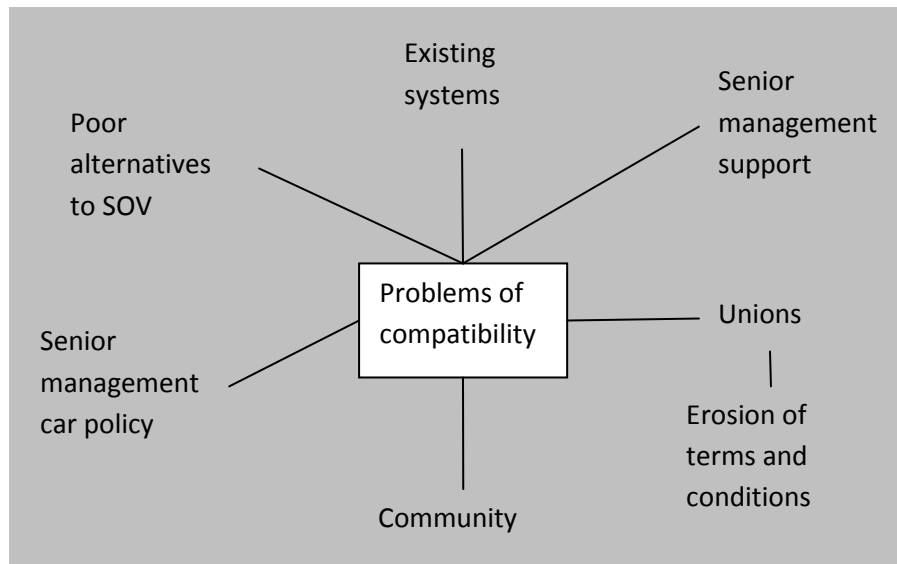 Existing
systems
Senior
management
support
Poor
alternatives
to SOV
Problems of
compatibility
Unions
Senior
management
car policy
Erosion of
terms and
conditions
Community